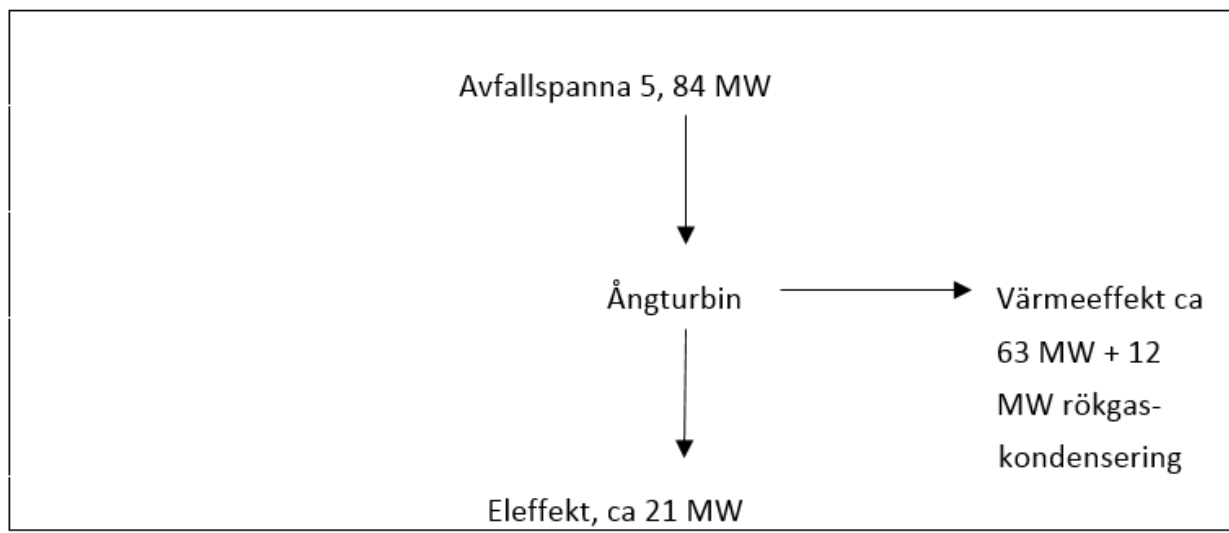 Avfallspanna 5, 84 MW
Ångturbin
Värmeeffekt ca
63 MW + 12
MW rökgas-
kondensering
Eleffekt, ca 21 MW